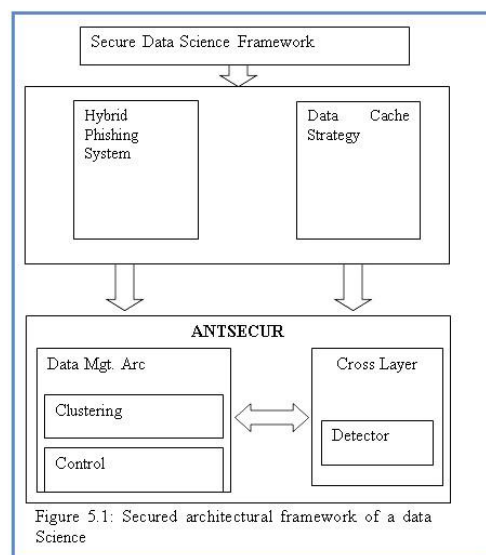 Secure Data Science Framework
Hybrid
Phishing
System
Data Cache
Strategy
ANTSECUR
Data Mgt. Arc
Clustering
Control
Cross Layer
Detector
Figure 5.1: Secured architectural framework of a data
Science